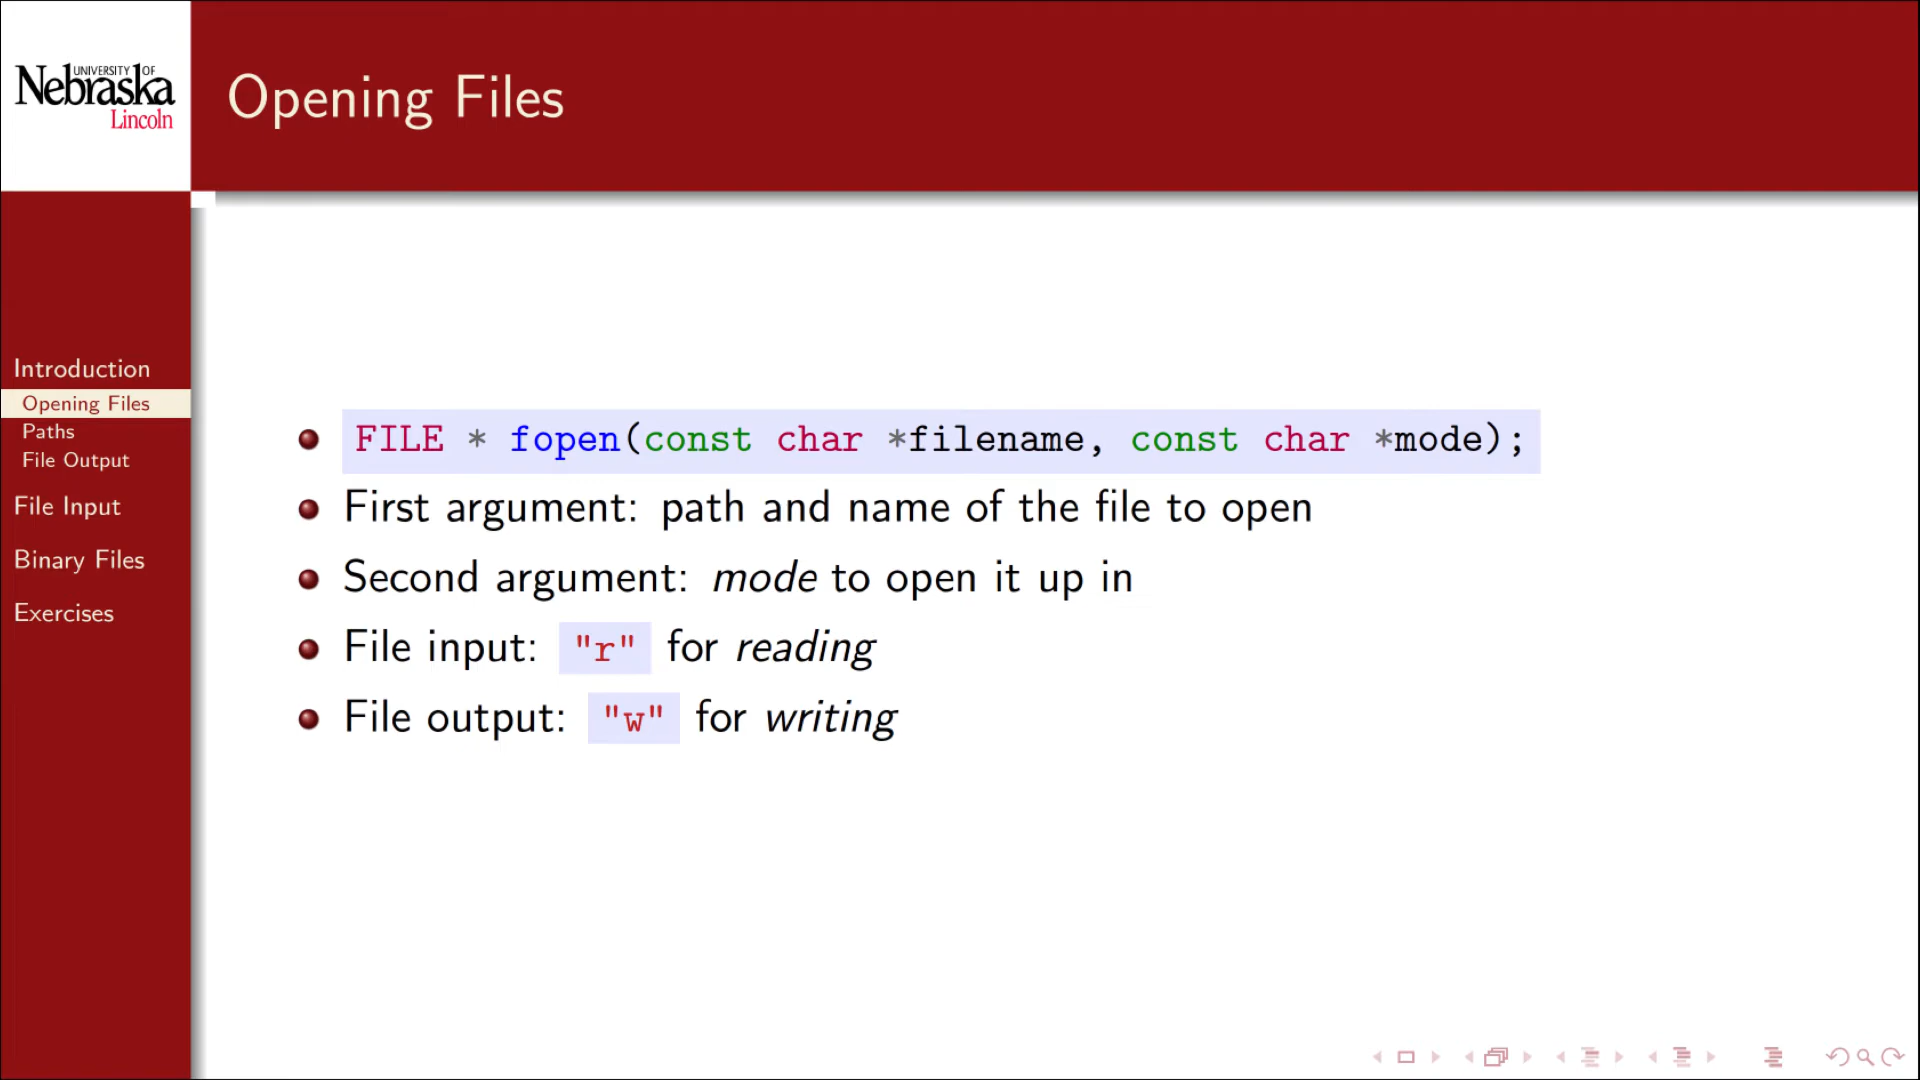 UNIVERSITY OF
Nebraska
Lincoln
Opening Files
Introduction
Opening Files
Paths
File Output
File Input
Binary Files
Exercises
FILE * fopen(const char *filename, const char *mode);
First argument: path and name of the file to open
Second argument: mode to open it up in
File input: "r" for reading
File output: "w" for writing